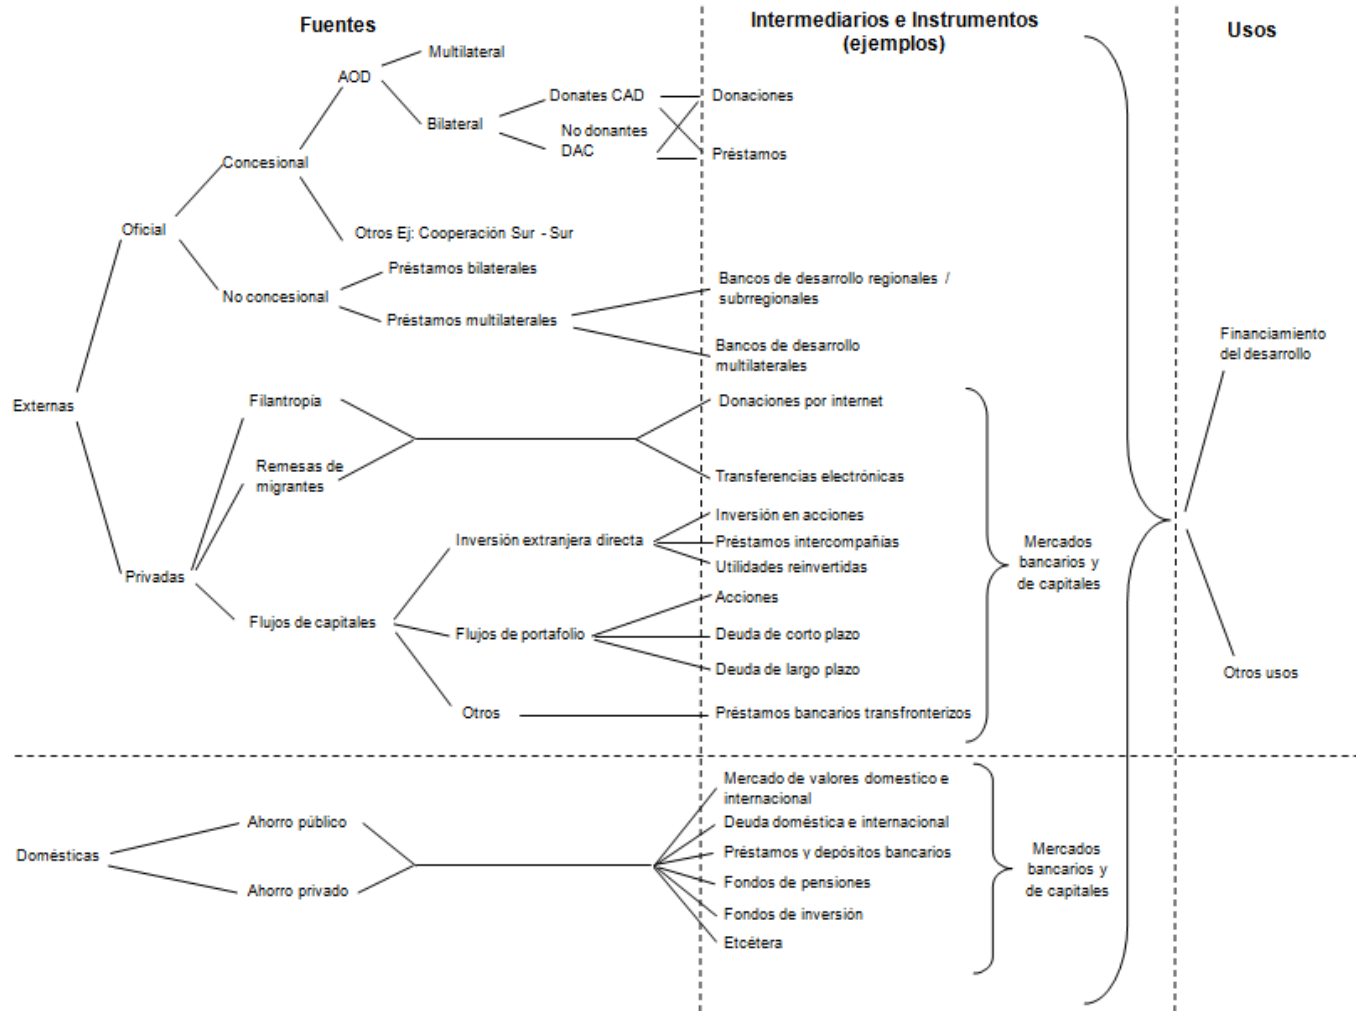 Fuentes
Intermediarios e Instrumentos
(ejemplos)
Usos
Multilateral
AOD
Donates CAD
Donaciones
Bilateral
No donantes
DAC
Préstamos
Concesional
Oficial
Otros Ej: Cooperación Sur - Sur
Préstamos bilaterales
No concesional
Préstamos multilaterales
Bancos de desarrollo regionales /
subrregionales
Bancos de desarrollo
multilaterales
Financiamiento
del desarrollo
Externas
Filantropía
Donaciones por internet
Remesas de
migrantes
Transferencias electrónicas
Inversión extranjera directa
Inversión en acciones
Préstamos intercompañías
Utilidades reinvertidas
Mercados
bancarios y
de capitales
Privadas
Flujos de capitales
Flujos de portafolio
Acciones
Deuda de corto plazo
Deuda de largo plazo
Otros usos
Otros
Préstamos bancarios transfronterizos
Mercado de valores domestico e
internacional
Ahorro público
Deuda doméstica e internacional
Domésticas
Préstamos y depósitos bancarios
Mercados
bancarios y
de capitales
Ahorro privado
Fondos de pensiones
Fondos de inversión
Etcétera